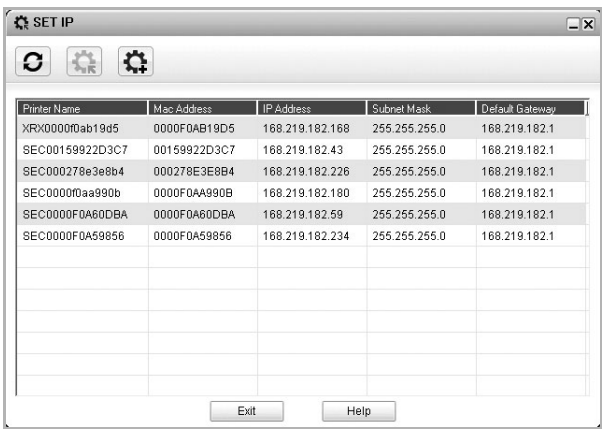 SET IP
Printer Name Mac Address IP Address Subnet Mask Default Gateway
XRX0000f0ab19d5 0000F0AB19D5 168.219.182.168 255.255.255.0 168.219.182.1
SEC00159922D3C7 00159922D3C7 168.219.182.43 255.255.255.0 168.219.182.1
SEC000278e3e8b4 000278E3E8B4 168.219.182.226 255.255.255.0 168.219.182.1
SEC0000f0aa990b 0000F0AA990B 168.219.182.180 255.255.255.0 168.219.182.1
SEC0000F0A60DBA 0000F0A60DBA 168.219.182.59 255.255.255.0 168.219.182.1
SEC0000F0A59856 0000F0A59856 168.219.182.234 255.255.255.0 168.219.182.1
Exit Help